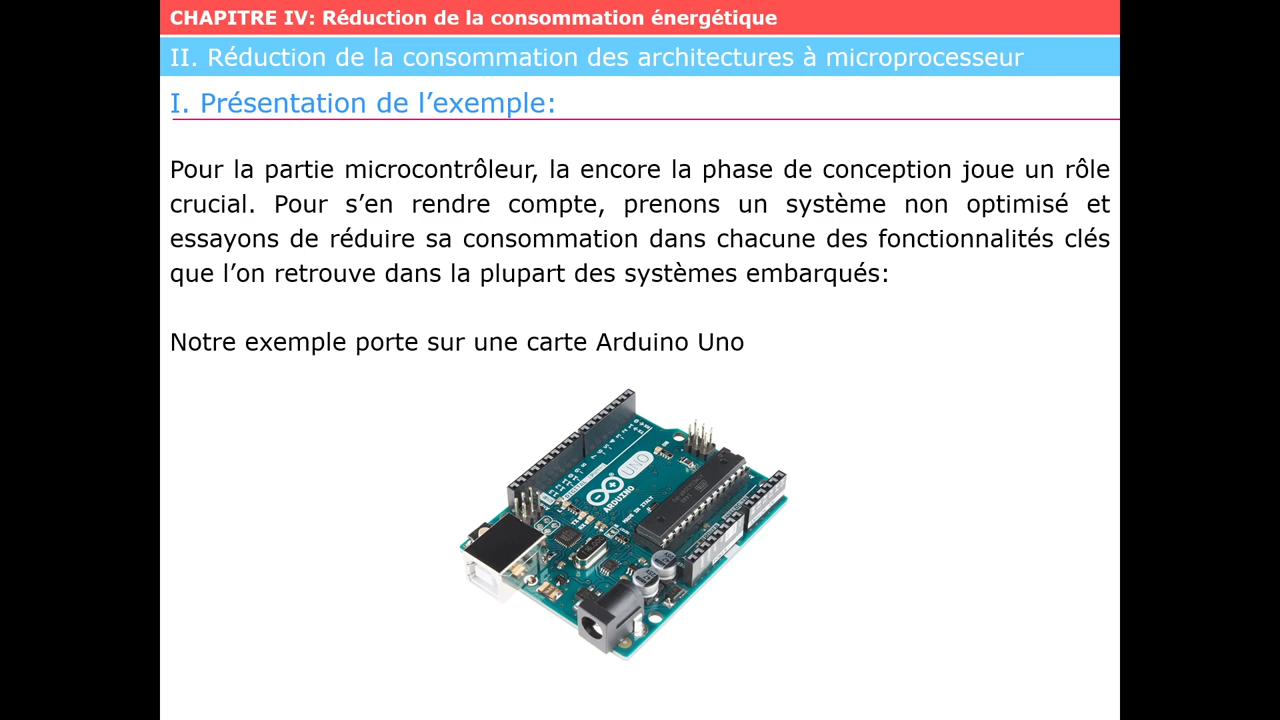 CHAPITRE IV: Réduction de la consommation énergétique
II. Réduction de la consommation des architectures à microprocesseur
I. Présentation de l’exemple:
Pour la partie microcontrôleur, la encore la phase de conception joue un rôle
crucial. Pour s’en rendre compte, prenons un système non optimisé et
essayons de réduire sa consommation dans chacune des fonctionnalités clés
que l’on retrouve dans la plupart des systèmes embarqués:
Notre exemple porte sur une carte Arduino Uno
UNO
ARDUINO
MADE IN ITALY